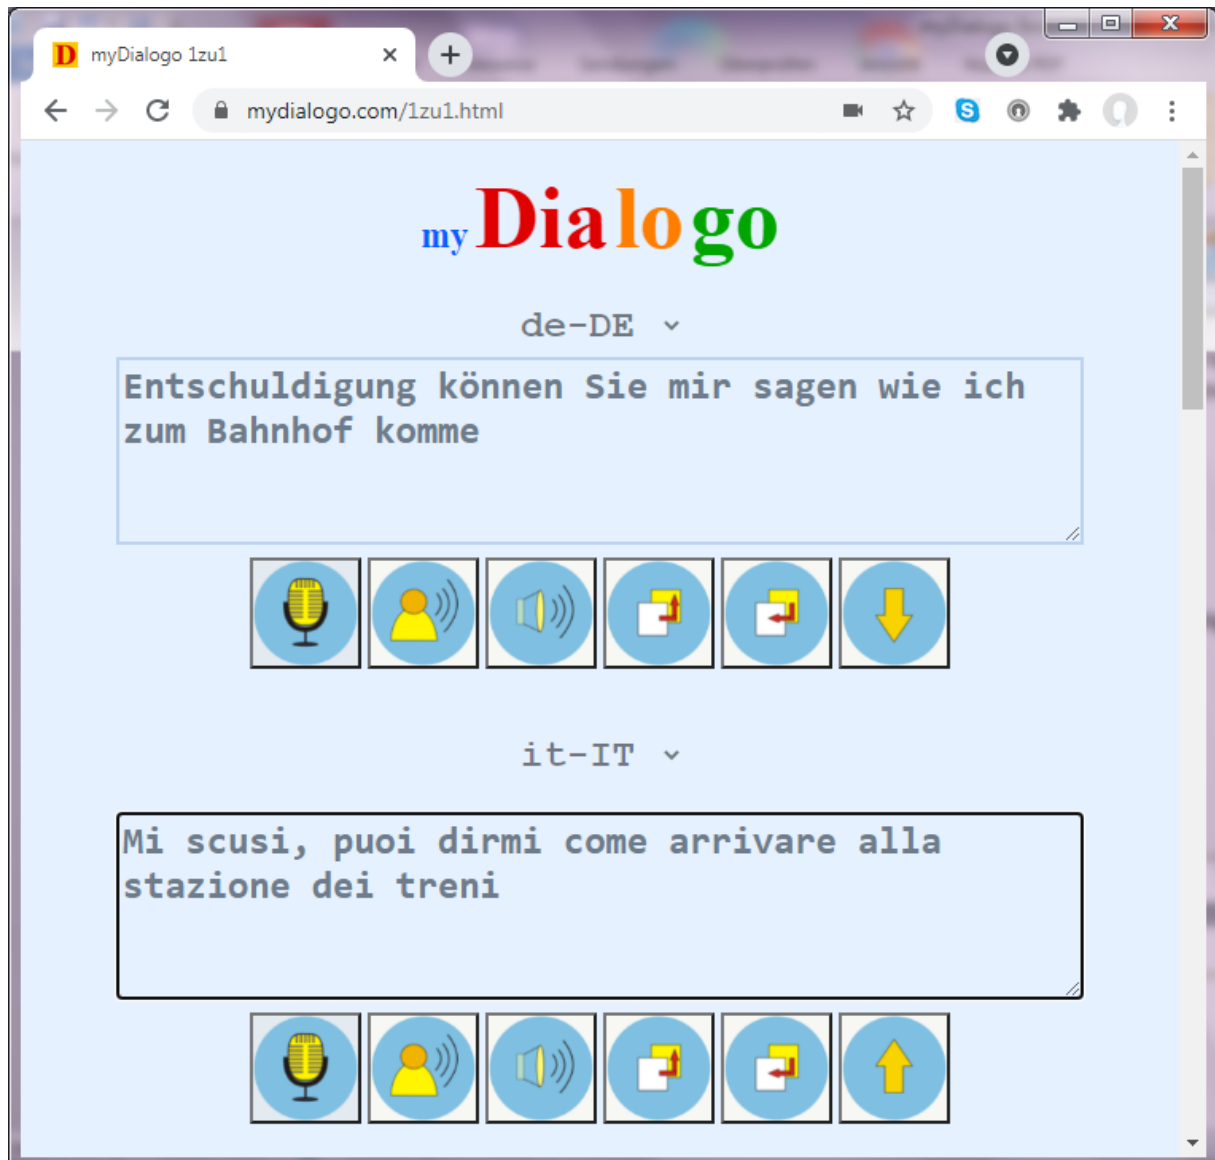 myDialogo 1zu1
mydialogo.com/1zu1.html
myDialogo
de-DE
Entschuldigung können Sie mir sagen wie ich
zum Bahnhof komme
it-IT
Mi scusi, puoi dirmi come arrivare alla
stazione dei treni